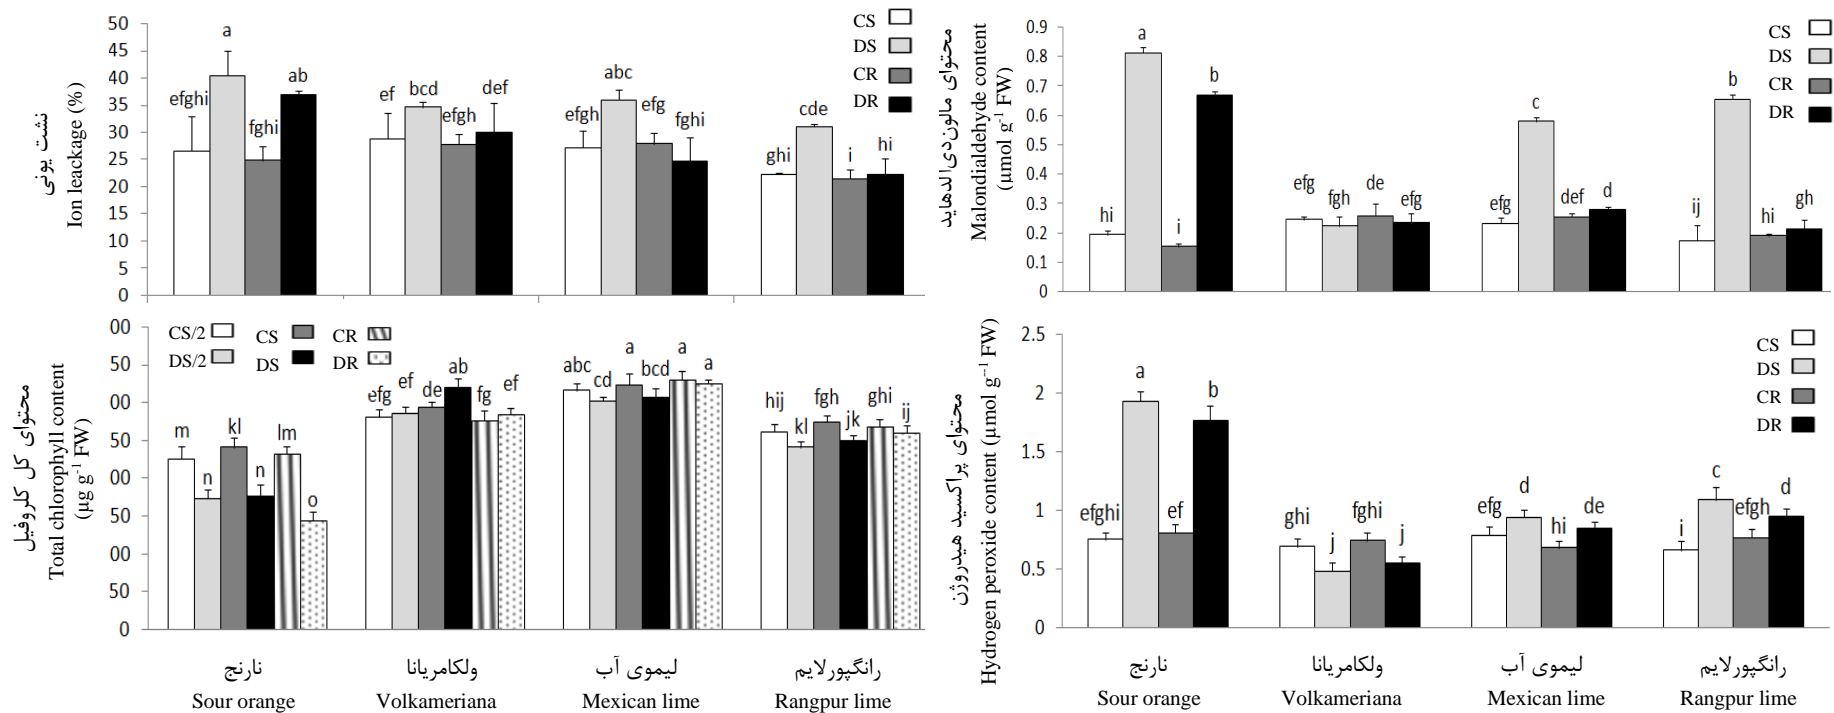 نشت یونی
Ion leackage (%)
50
45
40
35
30
25
20
15
10
5
0
efghi
a
fghi
ab
ef
bcd
efgh
def
efgh
abc
efg
fghi
ghi
cde
i
hi
CS
DS
CR
DR
محتوای مالون‌دی‌آلدهاید
Malondialdehyde content
(µmol g-1 FW)
0.9
0.8
0.7
0.6
0.5
0.4
0.3
0.2
0.1
0
hi
a
i
b
efg
fgh
de
efg
efg
c
def
d
ij
b
hi
gh
CS
DS
CR
DR
محتوای کل کلروفیل
Total chlorophyll content
(µg g-1 FW)
00
50
00
50
00
50
00
50
0
CS/2 CS CR
DS/2 DS DR
m
n
kl
n
lm
o
efg
ef
de
ab
fg
ef
abc
cd
a
bcd
a
a
hij
kl
fgh
jk
ghi
ij
نارنج
ولکامریانا
لیموی آب
رانگپورلایم
Sour orange
Volkameriana
Mexican lime
Rangpur lime
محتوای پراکسید هیدروژن
Hydrogen peroxide content (µmol g−1 FW)
2.5
2
1.5
1
0.5
0
efghi
a
ef
b
ghi
j
fghi
j
efg
d
hi
de
i
c
efgh
d
CS
DS
CR
DR
نارنج
ولکامریانا
لیموی آب
رانگپورلایم
Sour orange
Volkameriana
Mexican lime
Rangpur lime